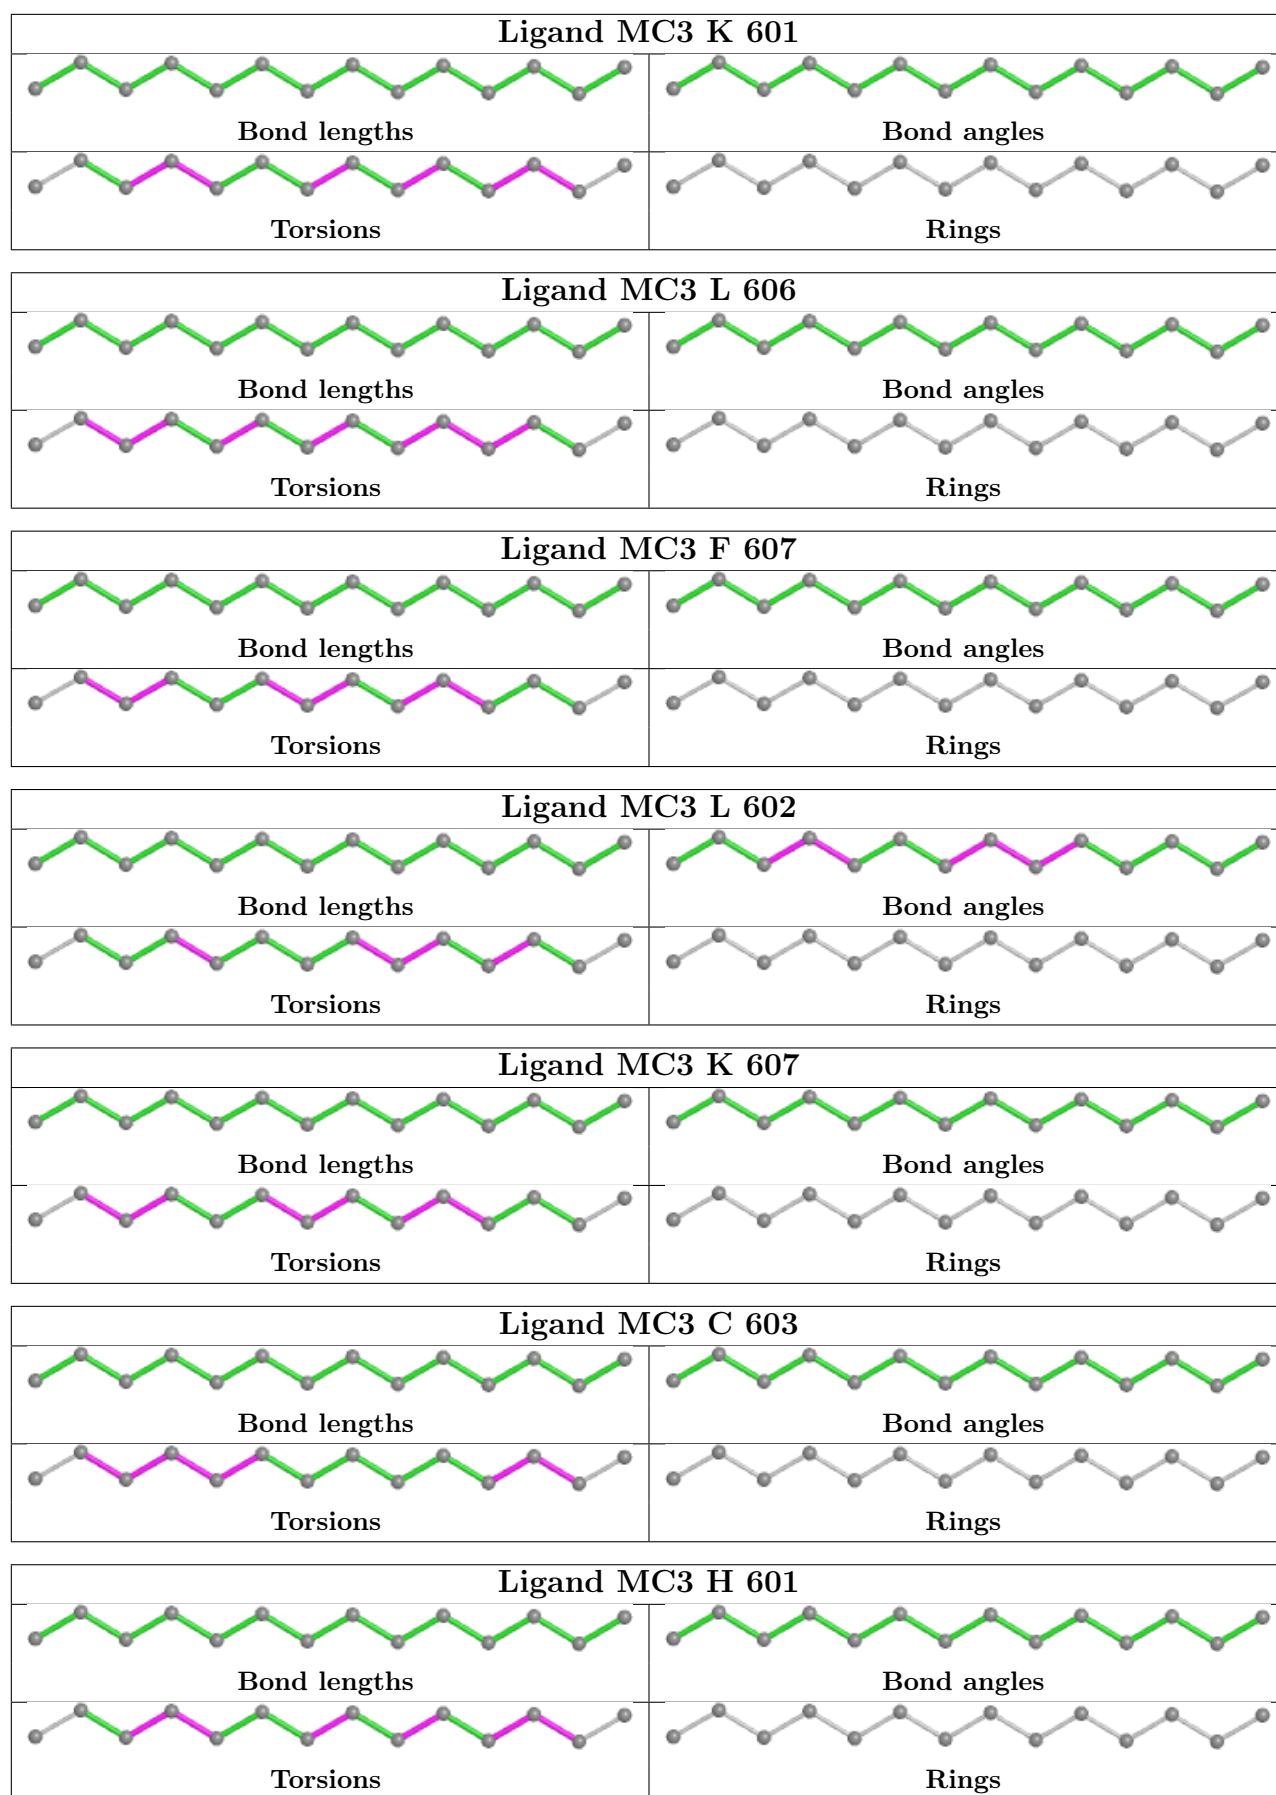 Ligand MC3 K 601
Bond lengths Bond angles
Torsions Rings
Ligand MC3 L 606
Bond lengths Bond angles
Torsions Rings
Ligand MC3 F 607
Bond lengths Bond angles
Torsions Rings
Ligand MC3 L 602
Bond lengths Bond angles
Torsions Rings
Ligand MC3 K 607
Bond lengths Bond angles
Torsions Rings
Ligand MC3 C 603
Bond lengths Bond angles
Torsions Rings
Ligand MC3 H 601
Bond lengths Bond angles
Torsions Rings